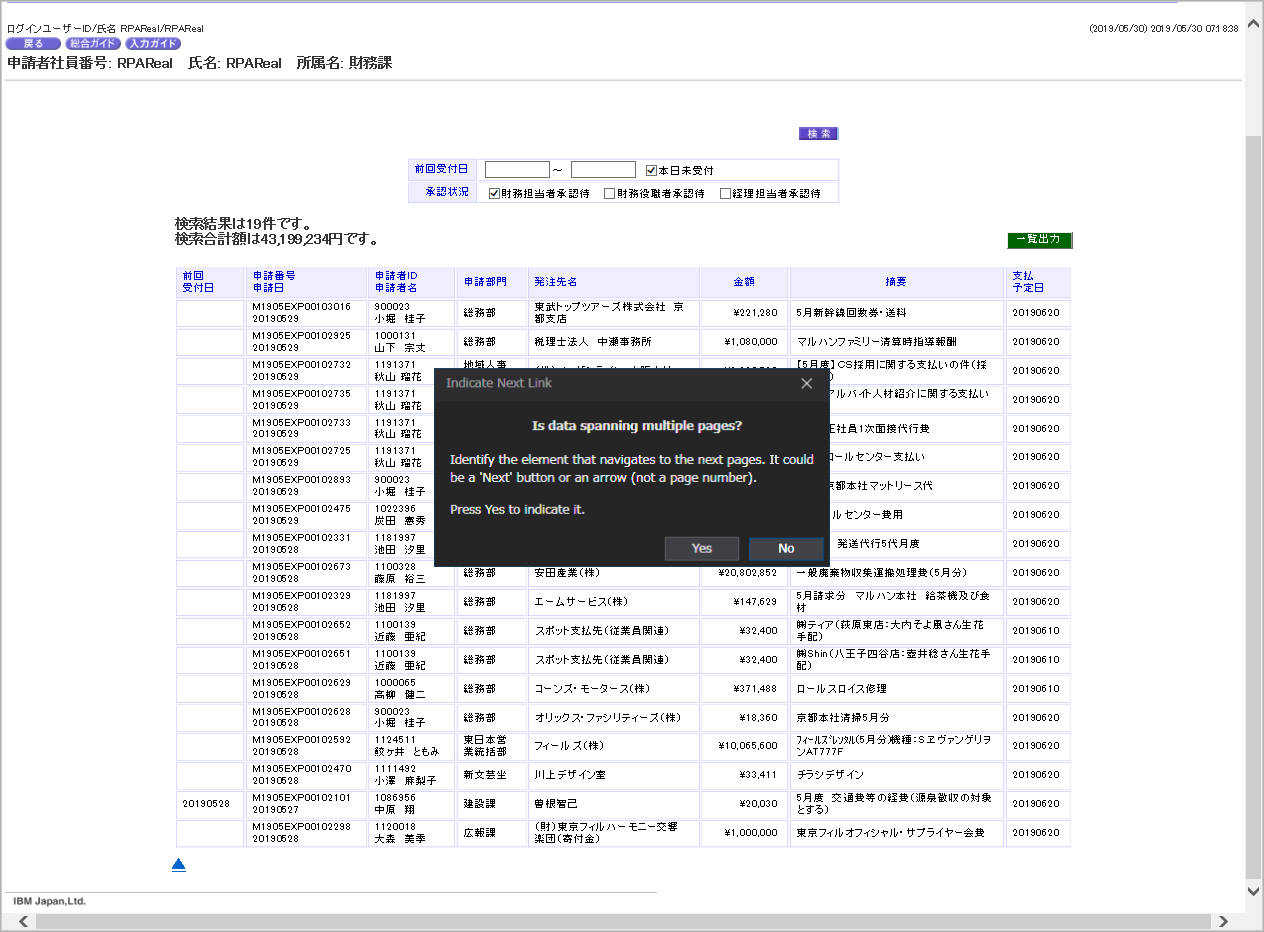 ログインユーザーID/氏名 RPAReal/RPAReal
(2019/05/30) 2019/05/30 07:18:38
戻る 総合ガイド 入力ガイド
申請者社員番号: RPAReal 氏名: RPAReal 所属名: 財務課
検索
前回受付日 ～ 本日未受付
承認状況 財務担当者承認待 財務役職者承認待 経理担当者承認待
検索結果は19件です。
検索合計額は43,199,234円です。
一覧出力
前回 申請番号 申請者ID 申請部門 発注先名 金額 摘要 支払
受付日 申請日 申請者名 予定日
M1905EXP00103016 900023 総務部 東武トップツアーズ株式会社 京 ¥221,280 5月新幹線回数券・送料 20190620
20190529 小堀 桂子 都支店
M1905EXP00102925 1000131 総務部 税理士法人 中瀬事務所 ¥1,080,000 マルハンファミリー清算時指導報酬 20190620
20190529 山下 宗丈
M1905EXP00102732 1191371 地域人事 【5月度】CS採用に関する支払いの件(採 20190620
20190529 秋山 瑠花
M1905EXP00102735 1191371 アルバイト人材紹介に関する支払い 20190620
20190529 秋山 瑠花
M1905EXP00102733 1191371 正社員1次面接代行費 20190620
20190529 秋山 瑠花
M1905EXP00102725 1191371 コールセンター支払い 20190620
20190529 秋山 瑠花
M1905EXP00102893 900023 京都本社マットリース代 20190620
20190529 小堀 桂子
M1905EXP00102475 1022396 ルセンター費用 20190620
20190529 炭田 憲秀
M1905EXP00102331 1181997 発送代行5代月度 20190620
20190528 池田 汐里
M1905EXP00102673 1100328 総務部 安田産業(株) ¥20,802,852 一般廃棄物収集運搬処理費(5月分) 20190620
20190528 藤原 裕三
M1905EXP00102329 1181997 総務部 エームサービス(株) ¥147,629 5月請求分 マルハン本社 給茶機及び食 20190620
20190528 池田 汐里 材
M1905EXP00102652 1100139 総務部 スポット支払先(従業員関連) ¥32,400 ㈱ティア(萩原東店:大内そよ風さん生花 20190610
20190528 近藤 亜紀 手配)
M1905EXP00102651 1100139 総務部 スポット支払先(従業員関連) ¥32,400 ㈱Shin(八王子四谷店:壷井稔さん生花手 20190610
20190528 近藤 亜紀 配)
M1905EXP00102629 1000065 総務部 コーンズ・モータース(株) ¥371,488 ロールスロイス修理 20190610
20190528 高柳 健二
M1905EXP00102628 900023 総務部 オリックス・ファシリティーズ(株) ¥18,360 京都本社清掃5月分 20190620
20190528 小堀 桂子
M1905EXP00102592 1124511 東日本営 フィールズ(株) ¥10,065,600 ﾌｨｰﾙｽﾞﾚﾝﾀﾙ(5月分)機種:Sヱヴァンゲリヲ 20190620
20190528 鮫ヶ井 ともみ 業統括部 ンAT777F
M1905EXP00102470 1111492 新文芸坐 川上デザイン室 ¥33,411 チラシデザイン 20190620
20190528 小澤 麻梨子
20190528 M1905EXP00102101 1086956 建設課 曽根智己 ¥20,030 5月度 交通費等の経費(源泉徴収の対象 20190620
20190527 中原 翔 とする)
M1905EXP00102298 1120018 広報課 (財)東京フィルハーモニー交響 ¥1,000,000 東京フィルオフィシャル・サプライヤー会費 20190620
20190528 大森 美季 楽団(寄付金)
Indicate Next Link
Is data spanning multiple pages?
Identify the element that navigates to the next pages. It could
be a 'Next' button or an arrow (not a page number).
Press Yes to indicate it.
Yes No
IBM Japan,Ltd.